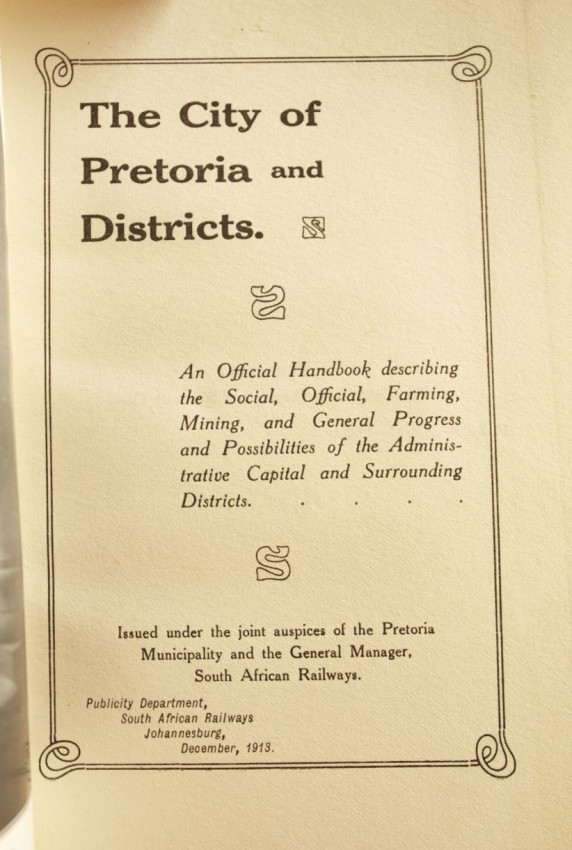 The City of
Pretoria and
Districts.
An Official Handbook describing
the Social, Official, Farming,
Mining, and General Progress
and Possibilities of the Adminis-
trative Capital and Surrounding
Districts. . . . .
Issued under the joint auspices of the Pretoria
Municipality and the General Manager,
South African Railways.
Publicity Department,
South African Railways
Johannesburg,
December, 1913.